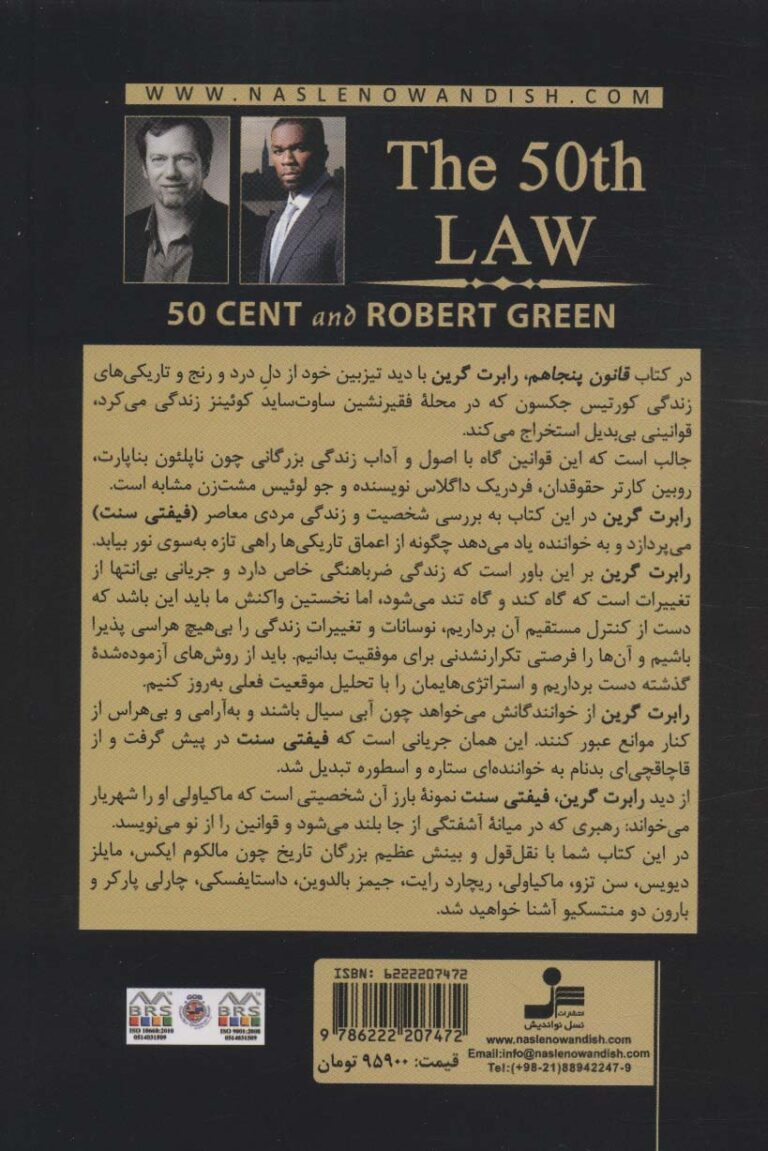 WWW.NASLENOWANDISH.COM
The 50th
LAW
50 CENT and ROBERT GREEN
در کتاب قانون پنجاهم، رابرت گرین با دید تیزبین خود از دلِ درد و رنج و تاریکی‌های
زندگی کورتیس جکسون که در محلهٔ فقیرنشین ساوت‌ساید کوئینز زندگی می‌کرد،
قوانینی بی‌بدیل استخراج می‌کند.
جالب است که این قوانین گاه با اصول و آداب زندگی بزرگانی چون ناپلئون بناپارت،
روبین کارتر حقوقدان، فردریک داگلاس نویسنده و جو لوئیس مشت‌زن مشابه است.
رابرت گرین در این کتاب به بررسی شخصیت و زندگی مردی معاصر (فیفتی سنت)
می‌پردازد و به خواننده یاد می‌دهد چگونه از اعماق تاریکی‌ها راهی تازه به‌سوی نور بیابد.
رابرت گرین بر این باور است که زندگی ضرباهنگی خاص دارد و جریانی بی‌انتها از
تغییرات است که گاه کند و گاه تند می‌شود، اما نخستین واکنش ما باید این باشد که
دست از کنترل مستقیم آن برداریم، نوسانات و تغییرات زندگی را بی‌هیچ هراسی پذیرا
باشیم و آن‌ها را فرصتی تکرارنشدنی برای موفقیت بدانیم. باید از روش‌های آزموده‌شدهٔ
گذشته دست برداریم و استراتژی‌هایمان را با تحلیل موقعیت فعلی به‌روز کنیم.
رابرت گرین از خوانندگانش می‌خواهد چون آبی سیال باشند و به‌آرامی و بی‌هراس از
کنار موانع عبور کنند. این همان جریانی است که فیفتی سنت در پیش گرفت و از
قاچاقچی‌ای بدنام به خواننده‌ای ستاره و اسطوره تبدیل شد.
از دید رابرت گرین، فیفتی سنت نمونهٔ بارز آن شخصیتی است که ماکیاولی او را شهریار
می‌خواند: رهبری که در میانهٔ آشفتگی از جا بلند می‌شود و قوانین را از نو می‌نویسد.
در این کتاب شما با نقل‌قول و بینش عظیم بزرگان تاریخ چون مالکوم ایکس، مایلز
دیویس، سن تزو، ماکیاولی، ریچارد رایت، جیمز بالدوین، داستایفسکی، چارلی پارکر و
بارون دو منتسکیو آشنا خواهید شد.
ISBN: 6222207472
9 786222 207472
قیمت: ۹۵۹۰۰ تومان
انتشارات
نسل نواندیش
www.naslenowandish.com
Email:info@naslenowandish.com
Tel:(+98-21)88942247-9
BRS
ISO 10668:2010
0514031509
BRS
ISO 9001:2008
0514031509